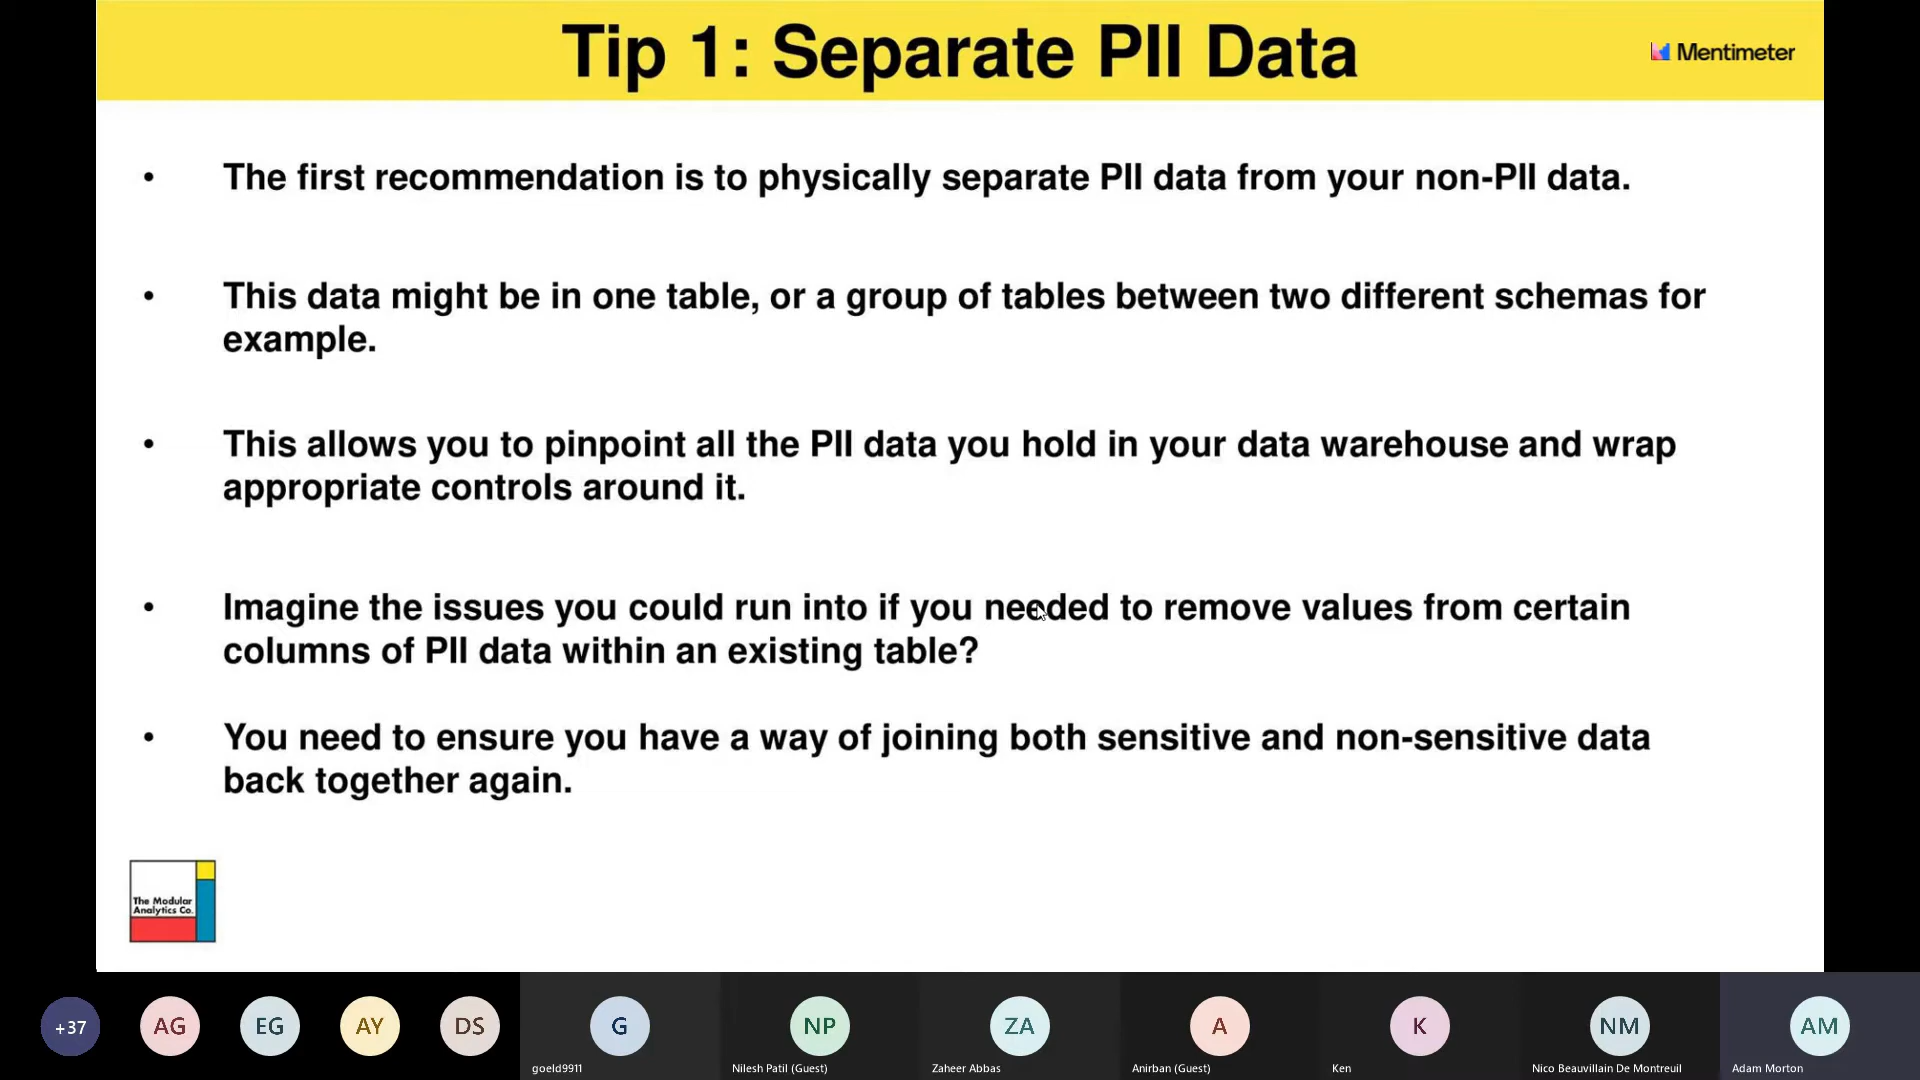 Tip 1: Separate PII Data
Mentimeter
• The first recommendation is to physically separate PII data from your non-PII data.
• This data might be in one table, or a group of tables between two different schemas for
example.
• This allows you to pinpoint all the PII data you hold in your data warehouse and wrap
appropriate controls around it.
• Imagine the issues you could run into if you needed to remove values from certain
columns of PII data within an existing table?
• You need to ensure you have a way of joining both sensitive and non-sensitive data
back together again.
The Modular
Analytics Co.
+37
AG
EG
AY
DS
G
NP
ZA
A
K
NM
AM
goeld9911
Nilesh Patil (Guest)
Zaheer Abbas
Anirban (Guest)
Ken
Nico Beauvillain De Montreuil
Adam Morton